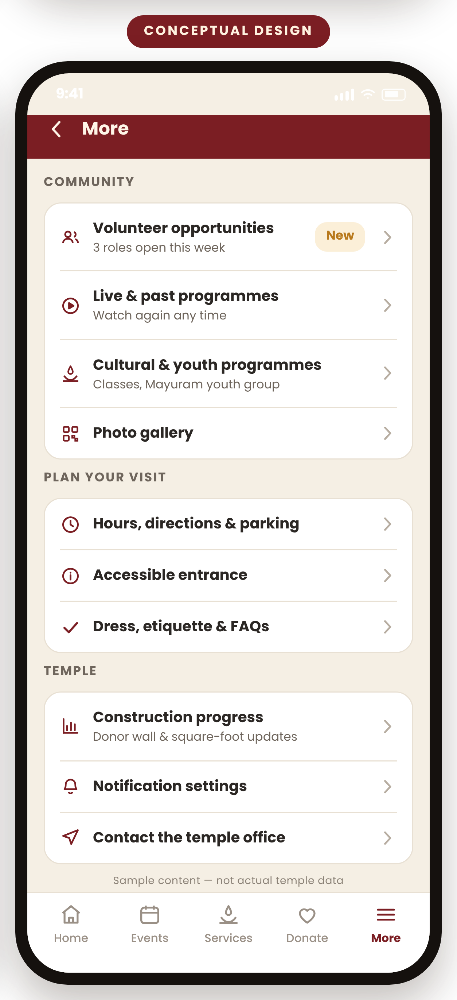 CONCEPTUAL DESIGN
9:41
More
COMMUNITY
Volunteer opportunities
3 roles open this week
New
Live & past programmes
Watch again any time
Cultural & youth programmes
Classes, Mayuram youth group
Photo gallery
PLAN YOUR VISIT
Hours, directions & parking
Accessible entrance
Dress, etiquette & FAQs
TEMPLE
Construction progress
Donor wall & square-foot updates
Notification settings
Contact the temple office
Sample content — not actual temple data
Home Events Services Donate More